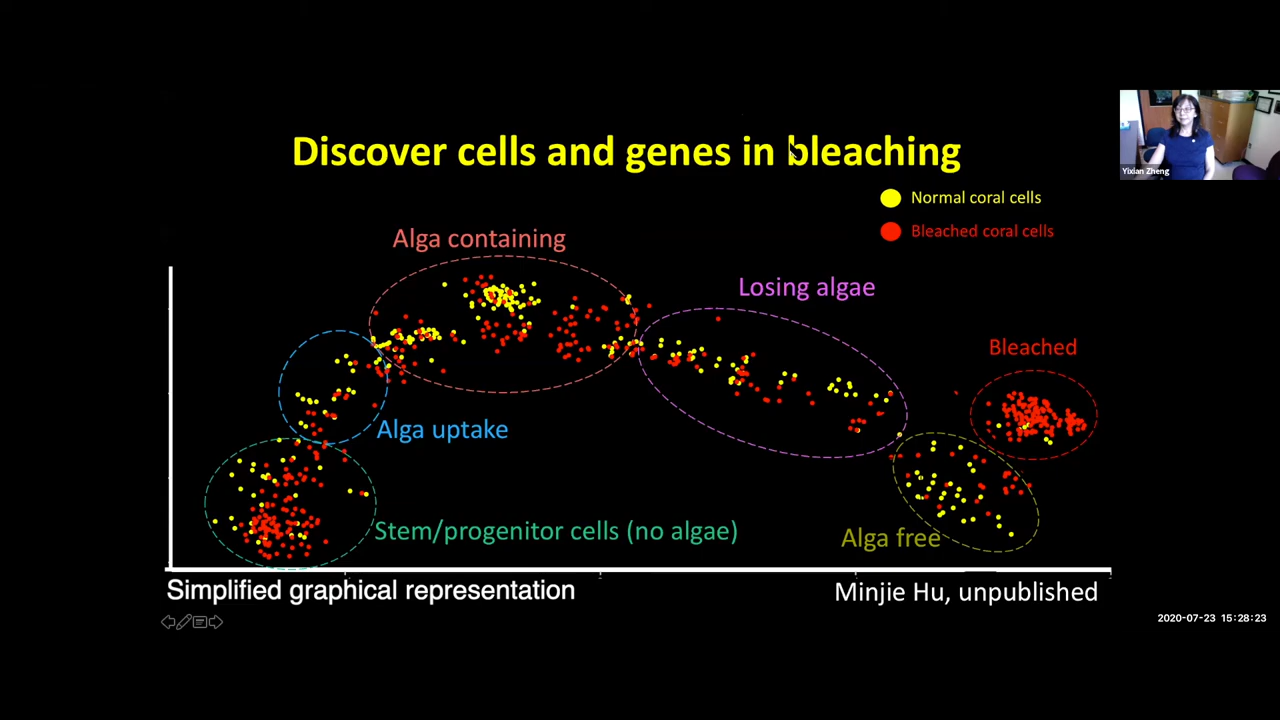 Discover cells and genes in bleaching
Yixian Zheng
Normal coral cells
Bleached coral cells
Alga containing
Losing algae
Bleached
Alga uptake
Stem/progenitor cells (no algae)
Alga free
Simplified graphical representation
Minjie Hu, unpublished
2020-07-23 15:28:23